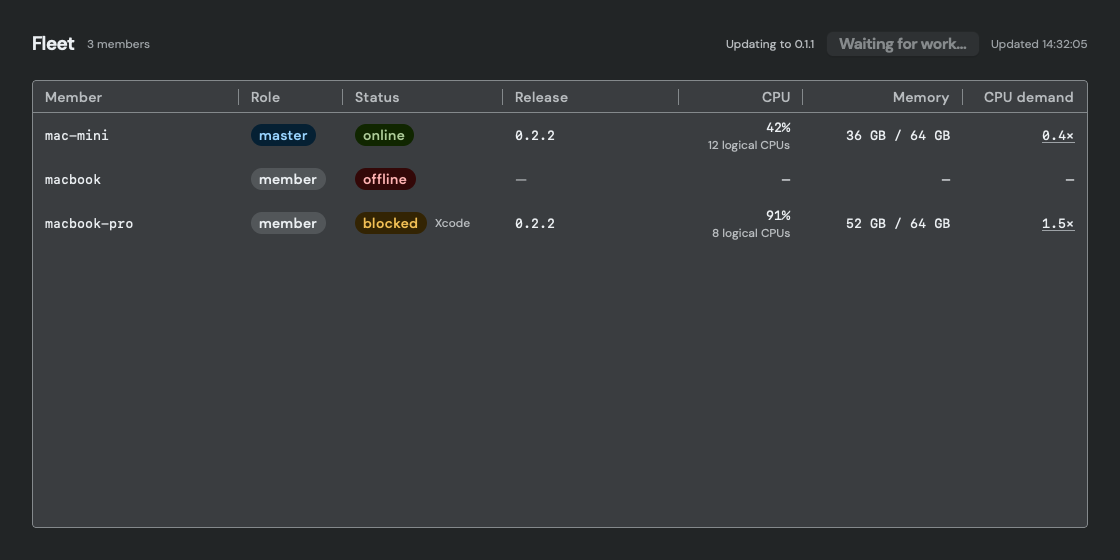 Fleet 3 members Updating to 0.1.1 Waiting for work... Updated 14:32:05
Member Role Status Release CPU Memory CPU demand
mac-mini master online 0.2.2 42% 36 GB / 64 GB 0.4×
12 logical CPUs
macbook member offline — — — —
macbook-pro member blocked Xcode 0.2.2 91% 52 GB / 64 GB 1.5×
8 logical CPUs